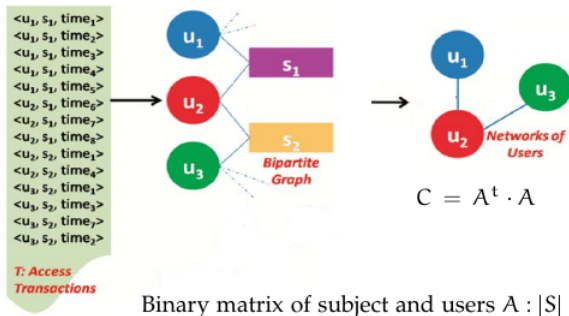 <u₁, s₁, time₁>
<u₁, s₁, time₂>
<u₁, s₁, time₃>
<u₁, s₁, time₄>
<u₁, s₁, time₅>
<u₂, s₁, time₆>
<u₂, s₁, time₇>
<u₂, s₁, time₈>
<u₂, s₂, time₁>
<u₂, s₂, time₄>
<u₃, s₂, time₁>
<u₃, s₂, time₃>
<u₃, s₂, time₇>
<u₃, s₂, time₂>
T: Access
Transactions
u₁
u₂
u₃
s₁
s₂
Bipartite
Graph
u₁
u₃
u₂
Networks of
Users
C = Aᵗ · A
Binary matrix of subject and users A : |S|